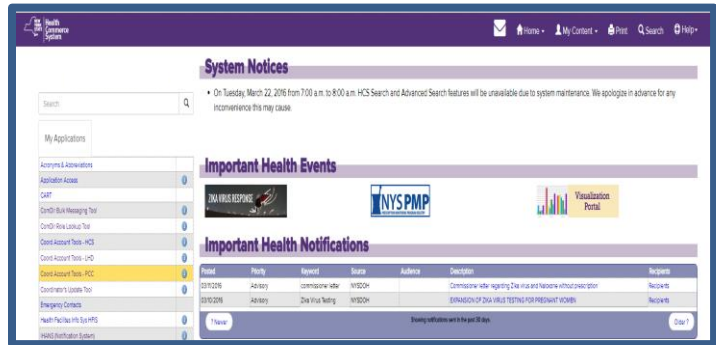 Health
Commerce
System
Home
My Content
Print
Search
Help
System Notices
• On Tuesday, March 22, 2016 from 7:00 a.m. to 8:00 a.m. HCS Search and Advanced Search features will be unavailable due to system maintenance. We apologize in advance for any
inconvenience this may cause.
Search
My Applications
Acronyms & Abbreviations
Application Access
CART
ComDir Bulk Messaging Tool
ComDir Role Lookup Tool
Coord Account Tools - HCS
Coord Account Tools - LHD
Coord Account Tools - PCC
Coordinator's Update Tool
Emergency Contacts
Health Facilities Info Sys HFIS
IHANS (Notification System)
Important Health Events
ZIKA VIRUS RESPONSE
NYS PMP
Visualization
Portal
Important Health Notifications
Posted Priority Keyword Source Audience Description Recipients
03/11/2016 Advisory commissioner letter NYSDOH Commissioner letter regarding Zika virus and Naloxone without prescription Recipients
03/10/2016 Advisory Zika Virus Testing NYSDOH EXPANSION OF ZIKA VIRUS TESTING FOR PREGNANT WOMEN Recipients
? Newer Showing notifications sent in the past 30 days. Older ?